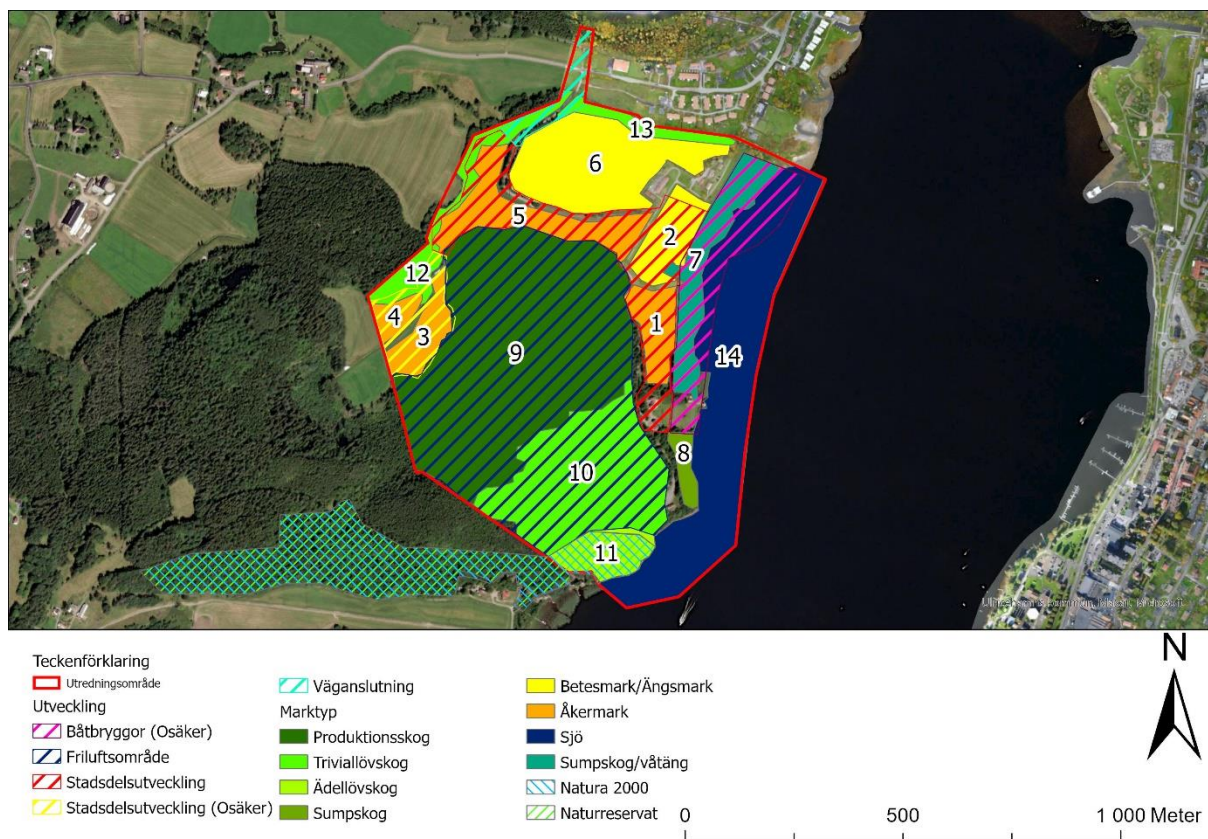 13
6
5
2
7
12
4
3
1
9
14
10
8
11
Teckenförklaring
Utredningsområde
Utveckling
Båtbryggor (Osäker)
Friluftsområde
Stadsdelsutveckling
Stadsdelsutveckling (Osäker)
Väganslutning
Marktyp
Produktionsskog
Triviallövskog
Ädellövskog
Sumpskog
Betesmark/Ängsmark
Åkermark
Sjö
Sumpskog/våtäng
Natura 2000
Naturreservat
N
0 500 1 000 Meter